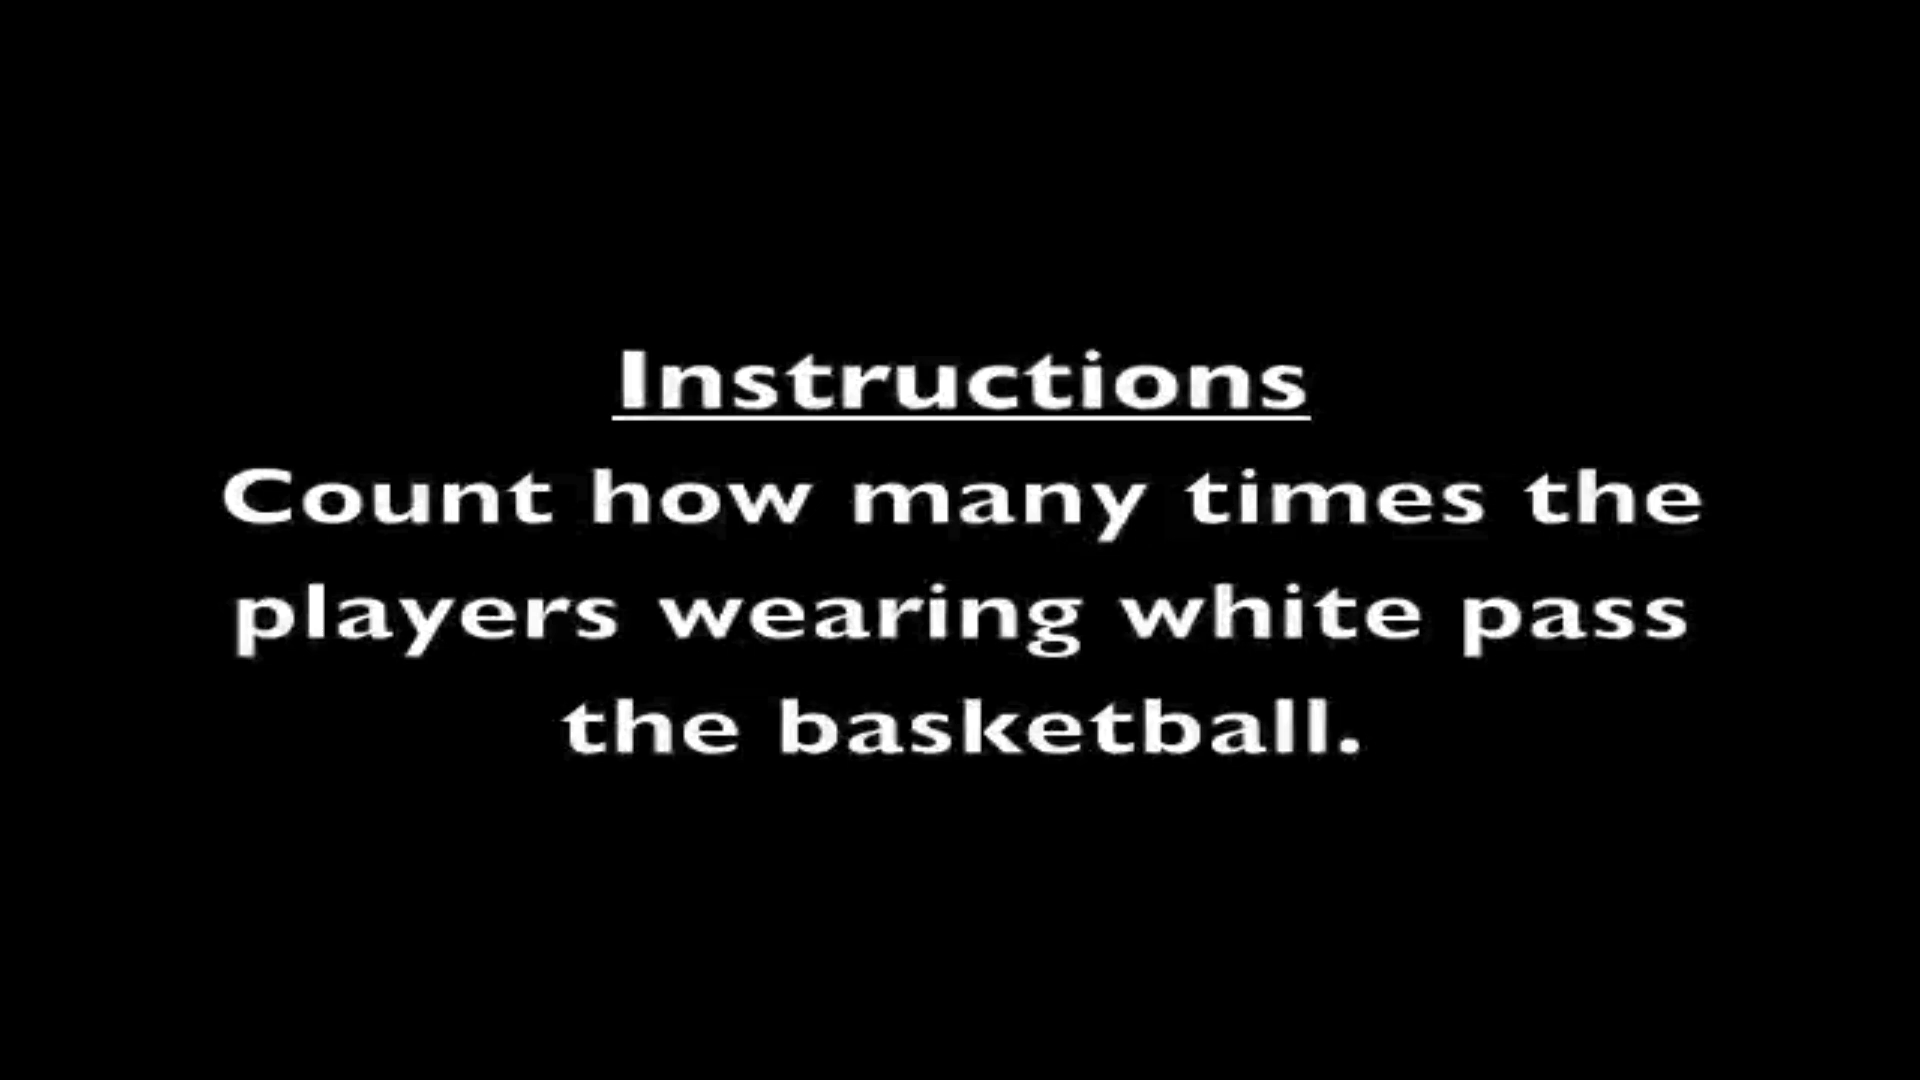 Instructions
Count how many times the
players wearing white pass
the basketball.